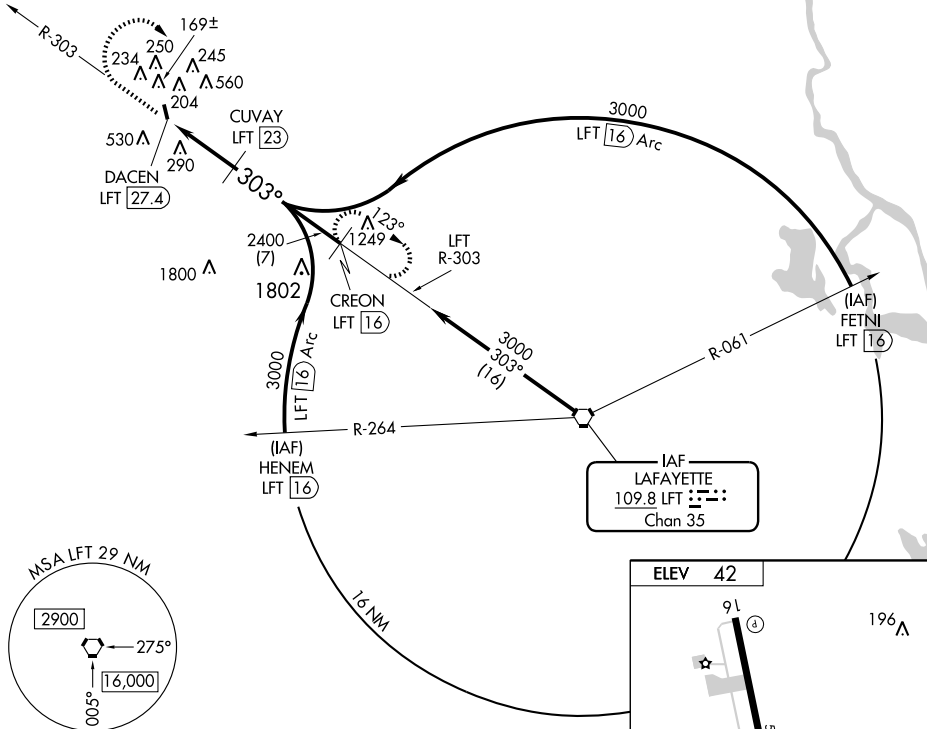 R-303
169±
250
234
245
560
204
530
290
CUVAY
LFT 23
DACEN
LFT 27.4
303°
3000
LFT 16 Arc
123°
1249
2400
(7)
LFT
R-303
1800
1802
CREON
LFT 16
3000
303°
(16)
(IAF)
FETNI
LFT 16
R-061
3000
LFT 16 Arc
R-264
(IAF)
HENEM
LFT 16
IAF
LAFAYETTE
109.8 LFT
Chan 35
16 NM
MSA LFT 29 NM
2900
275°
16,000
005°
ELEV 42
16
P
196